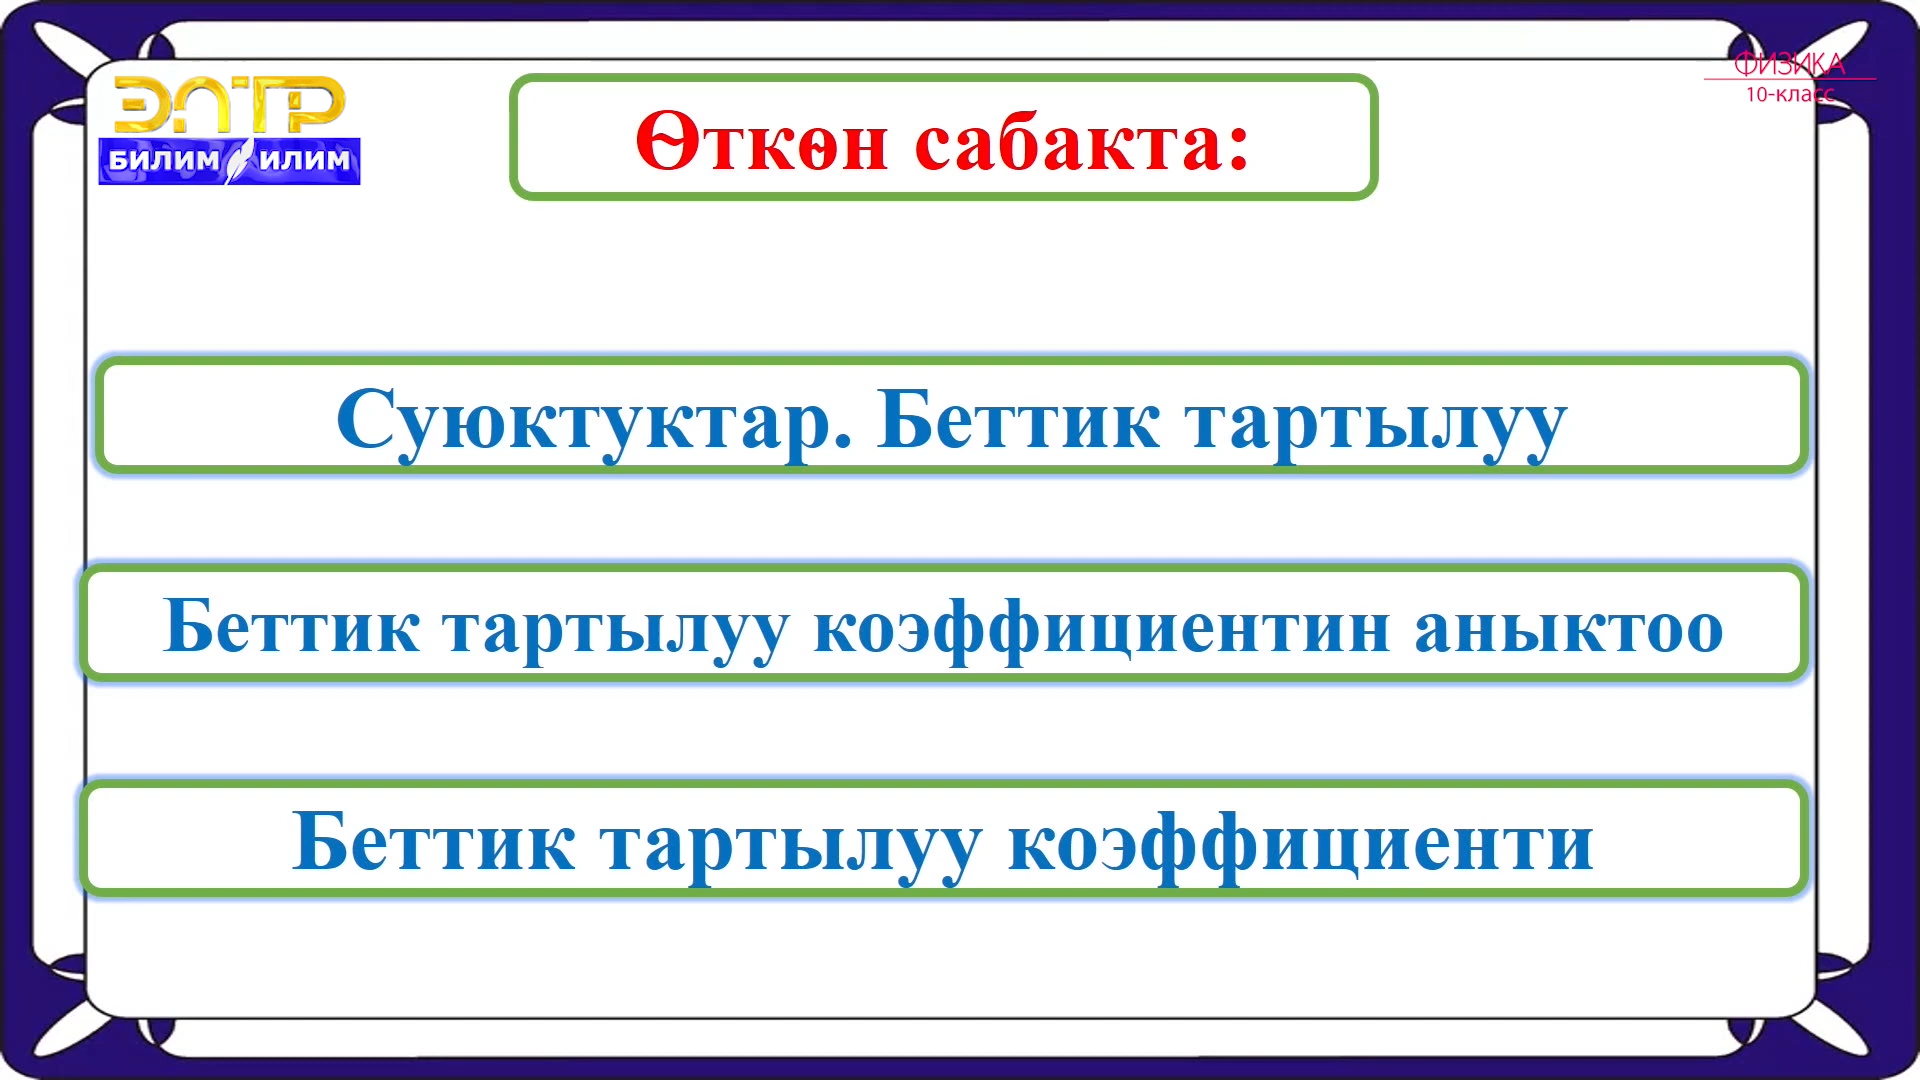 ЭЛТР
БИЛИМ ИЛИМ
ФИЗИКА
10-класс
Өткөн сабакта:
Суюктуктар. Беттик тартылуу
Беттик тартылуу коэффициентин аныктоо
Беттик тартылуу коэффициенти